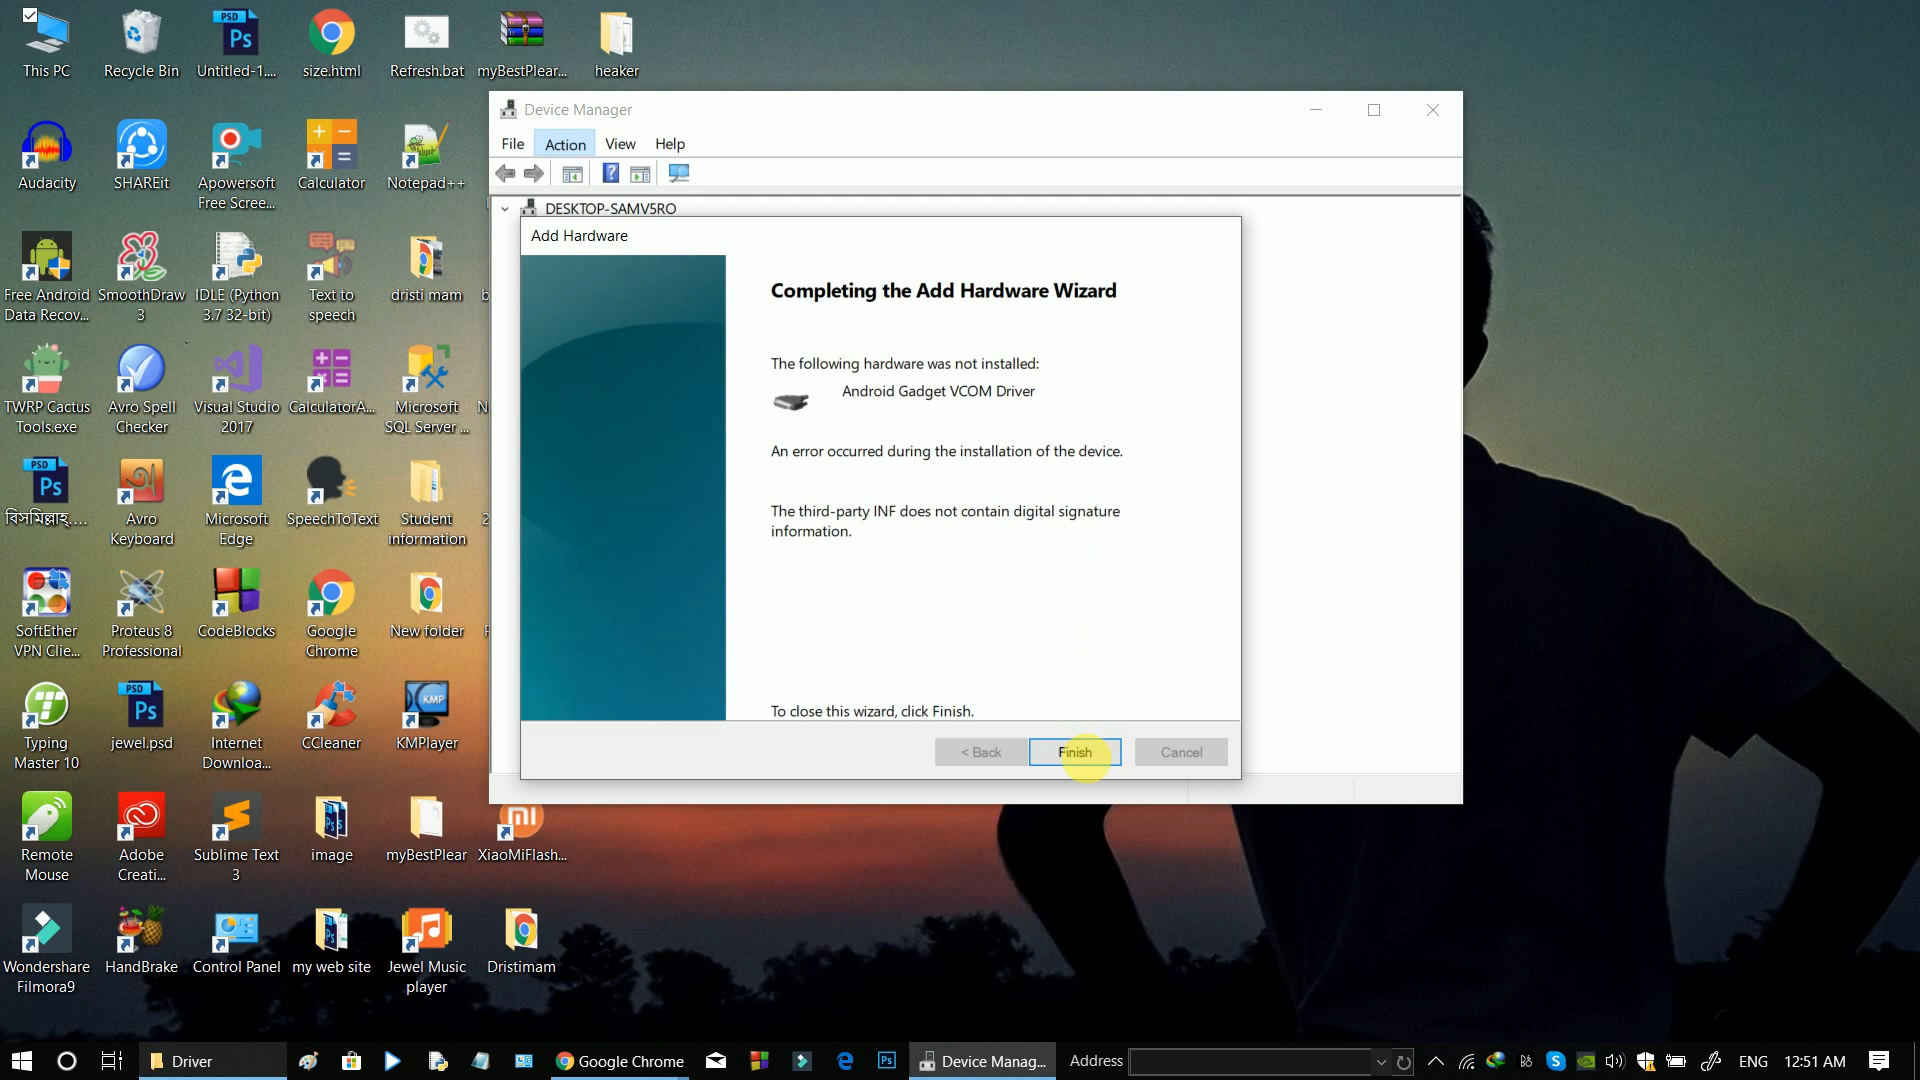 This PC
Recycle Bin
Untitled-1....
size.html
Refresh.bat
myBestPlear...
heaker
Audacity
SHAREit
Apowersoft
Free Scree...
Calculator
Notepad++
Free Android
Data Recov...
SmoothDraw
3
IDLE (Python
3.7 32-bit)
Text to
speech
dristi mam
TWRP Cactus
Tools.exe
Avro Spell
Checker
Visual Studio
2017
CalculatorA...
Microsoft
SQL Server ...
বিসমিল্লাহ্....
Avro
Keyboard
Microsoft
Edge
SpeechToText
Student
information
SoftEther
VPN Clie...
Proteus 8
Professional
CodeBlocks
Google
Chrome
New folder
Typing
Master 10
jewel.psd
Internet
Downloa...
CCleaner
KMPlayer
Remote
Mouse
Adobe
Creati...
Sublime Text
3
image
myBestPlear
XiaoMiFlash...
Wondershare
Filmora9
HandBrake
Control Panel
my web site
Jewel Music
player
Dristimam
Device Manager
File Action View Help
DESKTOP-SAMV5RO
Add Hardware
Completing the Add Hardware Wizard
The following hardware was not installed:
Android Gadget VCOM Driver
An error occurred during the installation of the device.
The third-party INF does not contain digital signature
information.
To close this wizard, click Finish.
< Back Finish Cancel
Driver
Google Chrome
Device Manag...
Address
ENG
12:51 AM